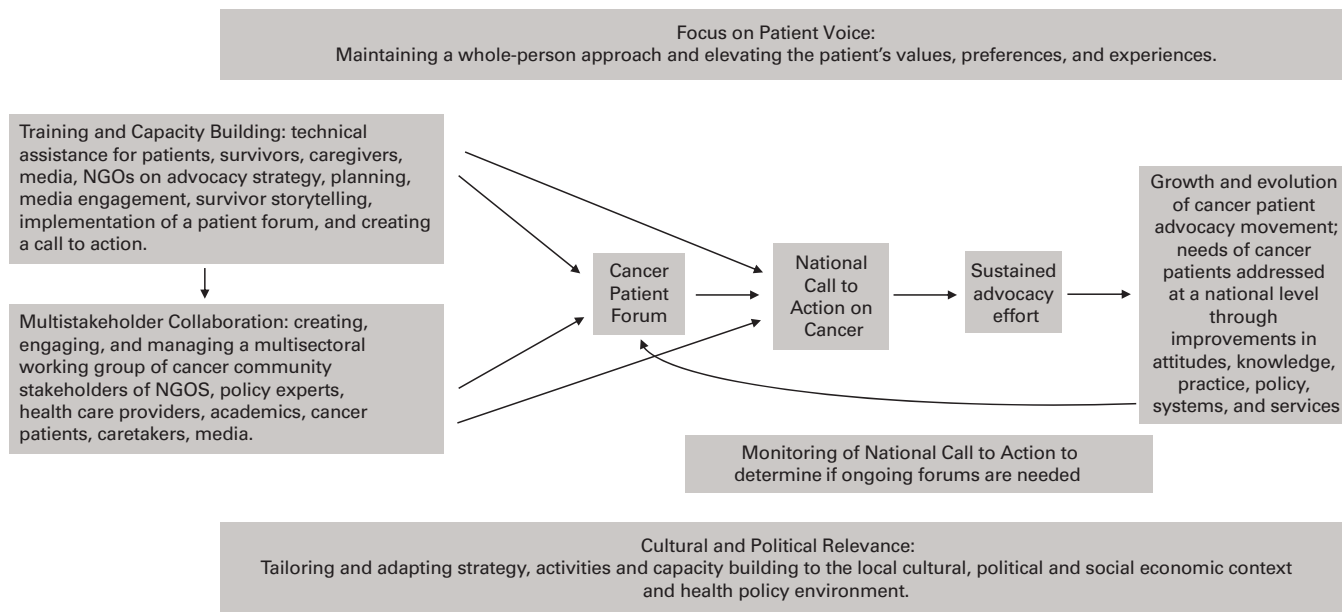 Focus on Patient Voice:
Maintaining a whole-person approach and elevating the patient's values, preferences, and experiences.
Training and Capacity Building: technical
assistance for patients, survivors, caregivers,
media, NGOs on advocacy strategy, planning,
media engagement, survivor storytelling,
implementation of a patient forum, and creating
a call to action.
Multistakeholder Collaboration: creating,
engaging, and managing a multisectoral
working group of cancer community
stakeholders of NGOS, policy experts,
health care providers, academics, cancer
patients, caretakers, media.
Cancer
Patient
Forum
National
Call to
Action on
Cancer
Sustained
advocacy
effort
Growth and evolution
of cancer patient
advocacy movement;
needs of cancer
patients addressed
at a national level
through
improvements in
attitudes, knowledge,
practice, policy,
systems, and services
Monitoring of National Call to Action to
determine if ongoing forums are needed
Cultural and Political Relevance:
Tailoring and adapting strategy, activities and capacity building to the local cultural, political and social economic context
and health policy environment.